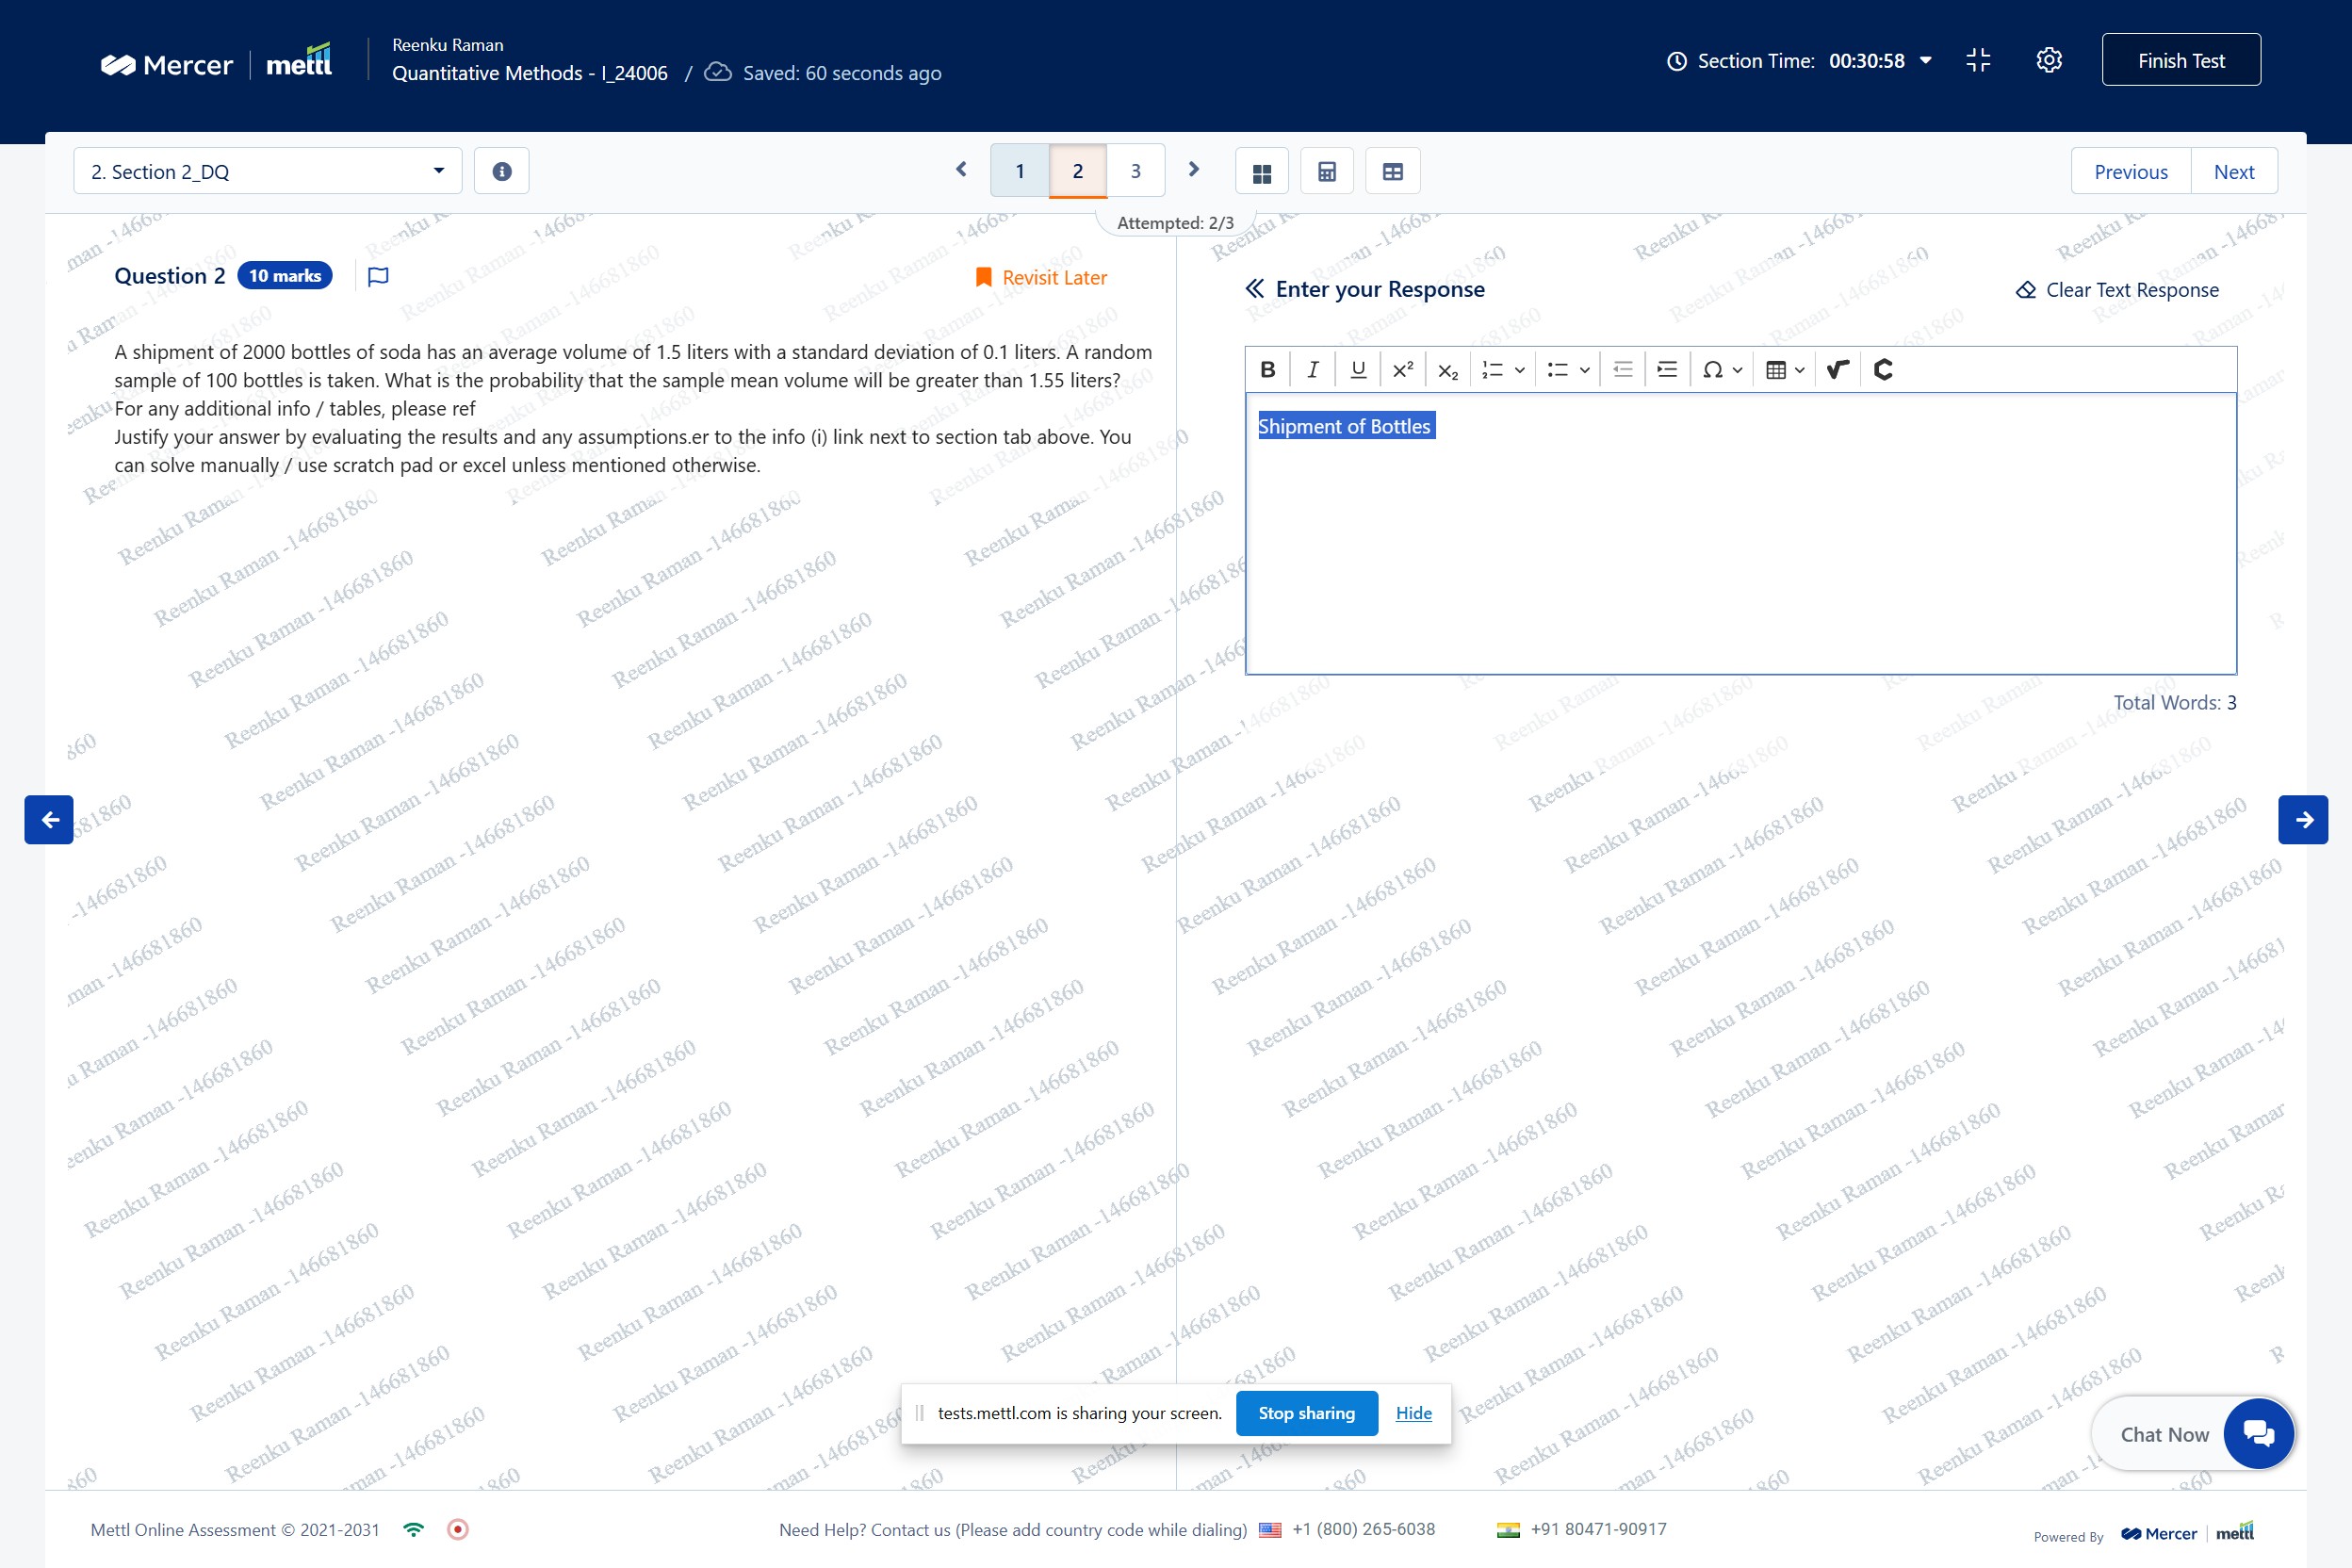 Mercer | mettl
Reenku Raman
Quantitative Methods - I_24006 / Saved: 60 seconds ago
Section Time: 00:30:58
Finish Test
2. Section 2_DQ
1 2 3
Previous Next
Attempted: 2/3
Question 2 10 marks
Revisit Later
A shipment of 2000 bottles of soda has an average volume of 1.5 liters with a standard deviation of 0.1 liters. A random
sample of 100 bottles is taken. What is the probability that the sample mean volume will be greater than 1.55 liters?
For any additional info / tables, please ref
Justify your answer by evaluating the results and any assumptions.er to the info (i) link next to section tab above. You
can solve manually / use scratch pad or excel unless mentioned otherwise.
Enter your Response
Clear Text Response
Shipment of Bottles
Total Words: 3
Reenku Raman -146681860
tests.mettl.com is sharing your screen. Stop sharing Hide
Chat Now
Mettl Online Assessment © 2021-2031
Need Help? Contact us (Please add country code while dialing) +1 (800) 265-6038 +91 80471-90917
Powered By Mercer | mettl